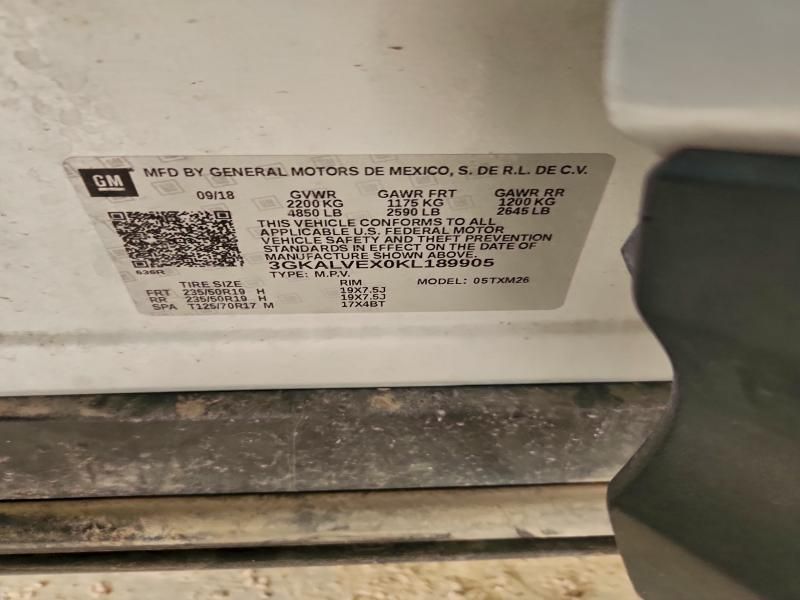 GM MFD BY GENERAL MOTORS DE MEXICO, S. DE R.L. DE C.V.
09/18 GVWR GAWR FRT GAWR RR
2200 KG 1175 KG 1200 KG
4850 LB 2590 LB 2645 LB
THIS VEHICLE CONFORMS TO ALL
APPLICABLE U.S. FEDERAL MOTOR
VEHICLE SAFETY AND THEFT PREVENTION
STANDARDS IN EFFECT ON THE DATE OF
MANUFACTURE SHOWN ABOVE.
3GKALVEX0KL189905
636R
TYPE: M.P.V. MODEL: 05TXM26
TIRE SIZE RIM
FRT 235/50R19 H 19X7.5J
RR 235/50R19 H 19X7.5J
SPA T125/70R17 M 17X4BT